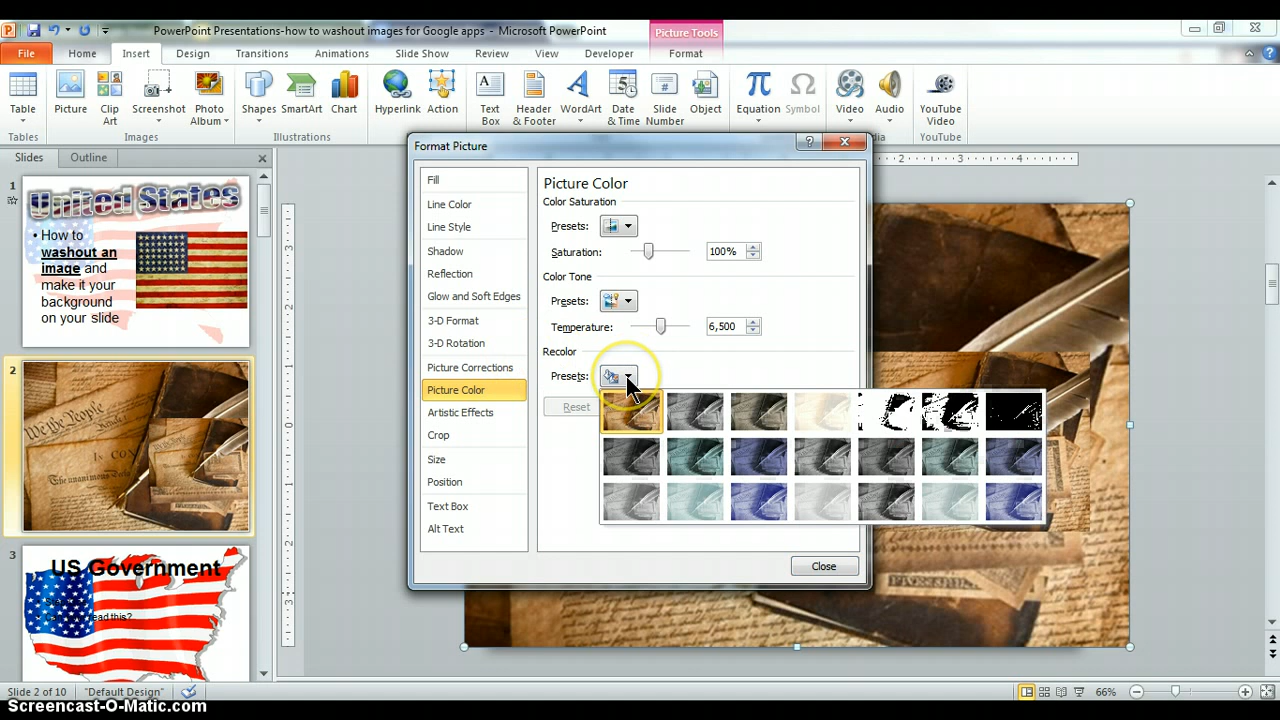 PowerPoint Presentations-how to washout images for Google apps - Microsoft PowerPoint
Picture Tools
File Home Insert Design Transitions Animations Slide Show Review View Developer Format
Table Picture Clip Art Screenshot Photo Album Shapes SmartArt Chart Hyperlink Action Text Box Header & Footer WordArt Date & Time Slide Number Object Equation Symbol Video Audio YouTube Video
Tables Images Illustrations YouTube
Slides Outline
1
United States
• How to
washout an
image and
make it your
background
on your slide
2
We the People
3
US Government
Format Picture
Fill
Line Color
Line Style
Shadow
Reflection
Glow and Soft Edges
3-D Format
3-D Rotation
Picture Corrections
Picture Color
Artistic Effects
Crop
Size
Position
Text Box
Alt Text
Picture Color
Color Saturation
Presets:
Saturation: 100%
Color Tone
Presets:
Temperature: 6,500
Recolor
Presets:
Reset
Close
Slide 2 of 10 "Default Design" 66%
Screencast-O-Matic.com